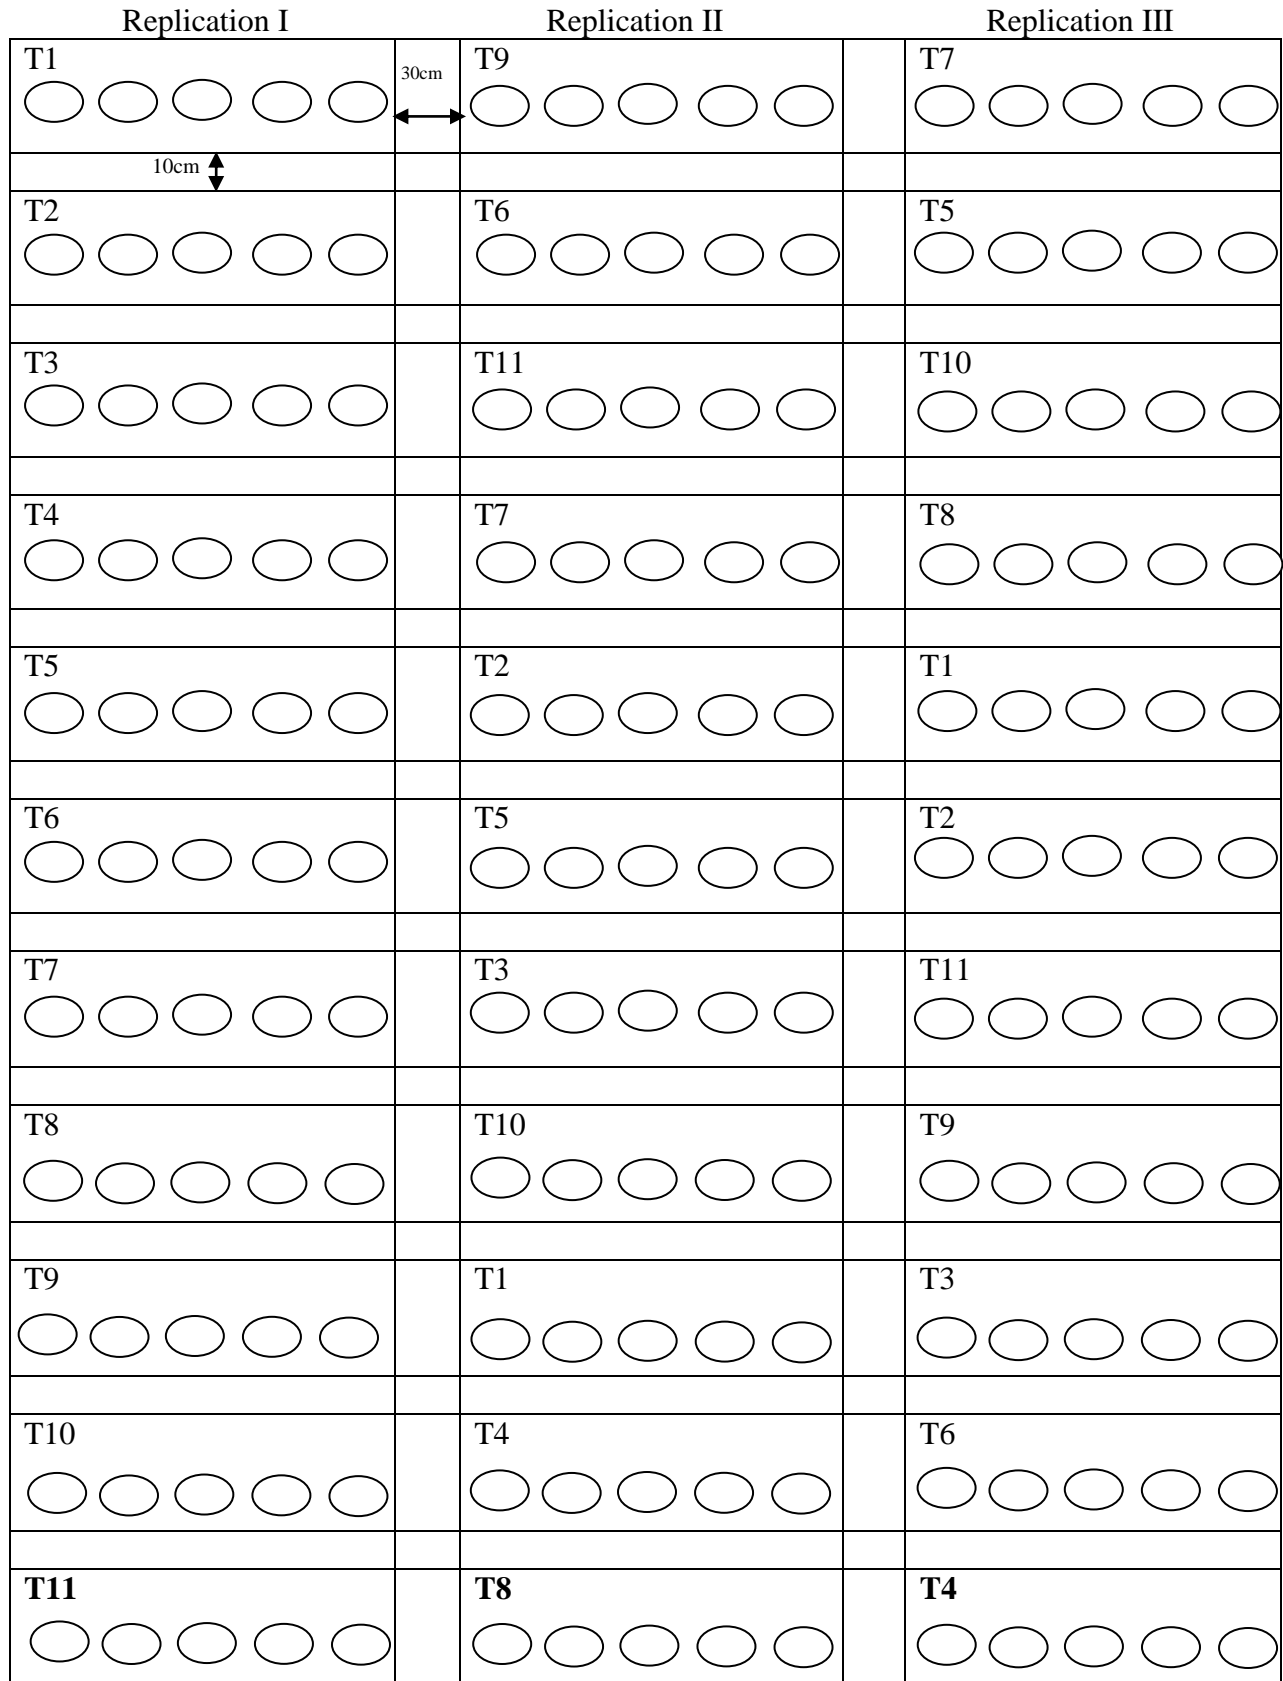 Replication I Replication II Replication III
T1 30cm T9 T7
10cm
T2 T6 T5
T3 T11 T10
T4 T7 T8
T5 T2 T1
T6 T5 T2
T7 T3 T11
T8 T10 T9
T9 T1 T3
T10 T4 T6
T11 T8 T4